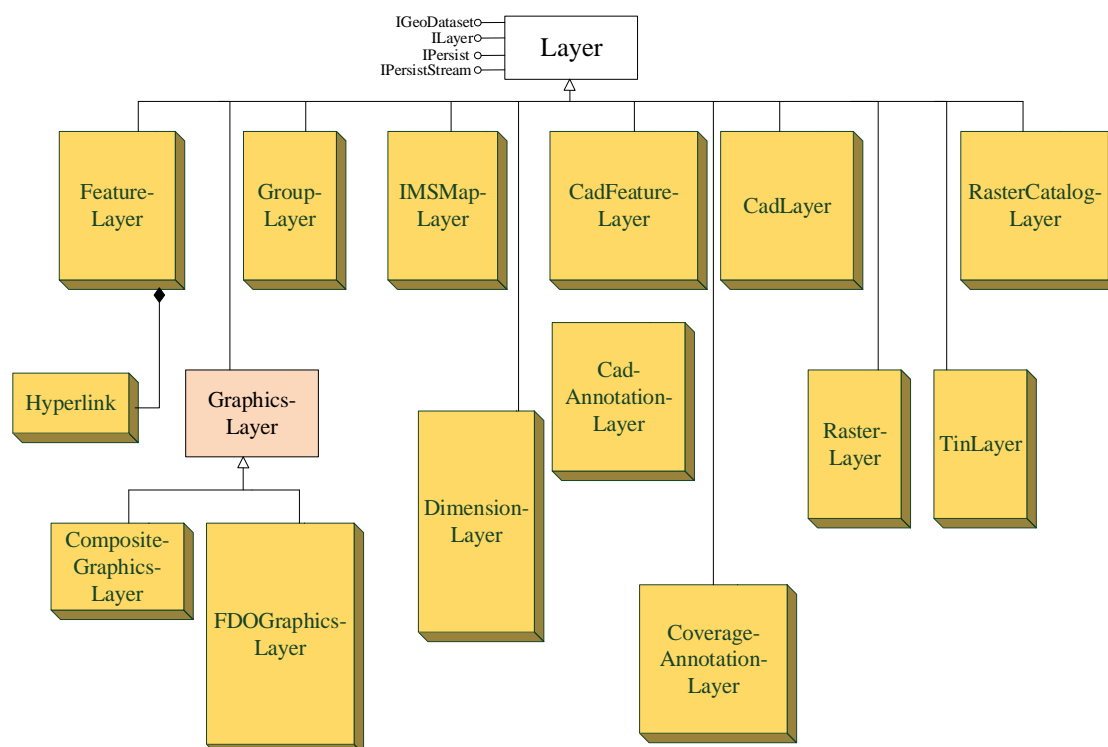 IGeoDataset
ILayer
IPersist
IPersistStream
Layer
Feature-
Layer
Group-
Layer
IMSMap-
Layer
CadFeature-
Layer
CadLayer
RasterCatalog-
Layer
Hyperlink
Graphics-
Layer
Cad-
Annotation-
Layer
Raster-
Layer
TinLayer
Dimension-
Layer
Composite-
Graphics-
Layer
FDOGraphics-
Layer
Coverage-
Annotation-
Layer